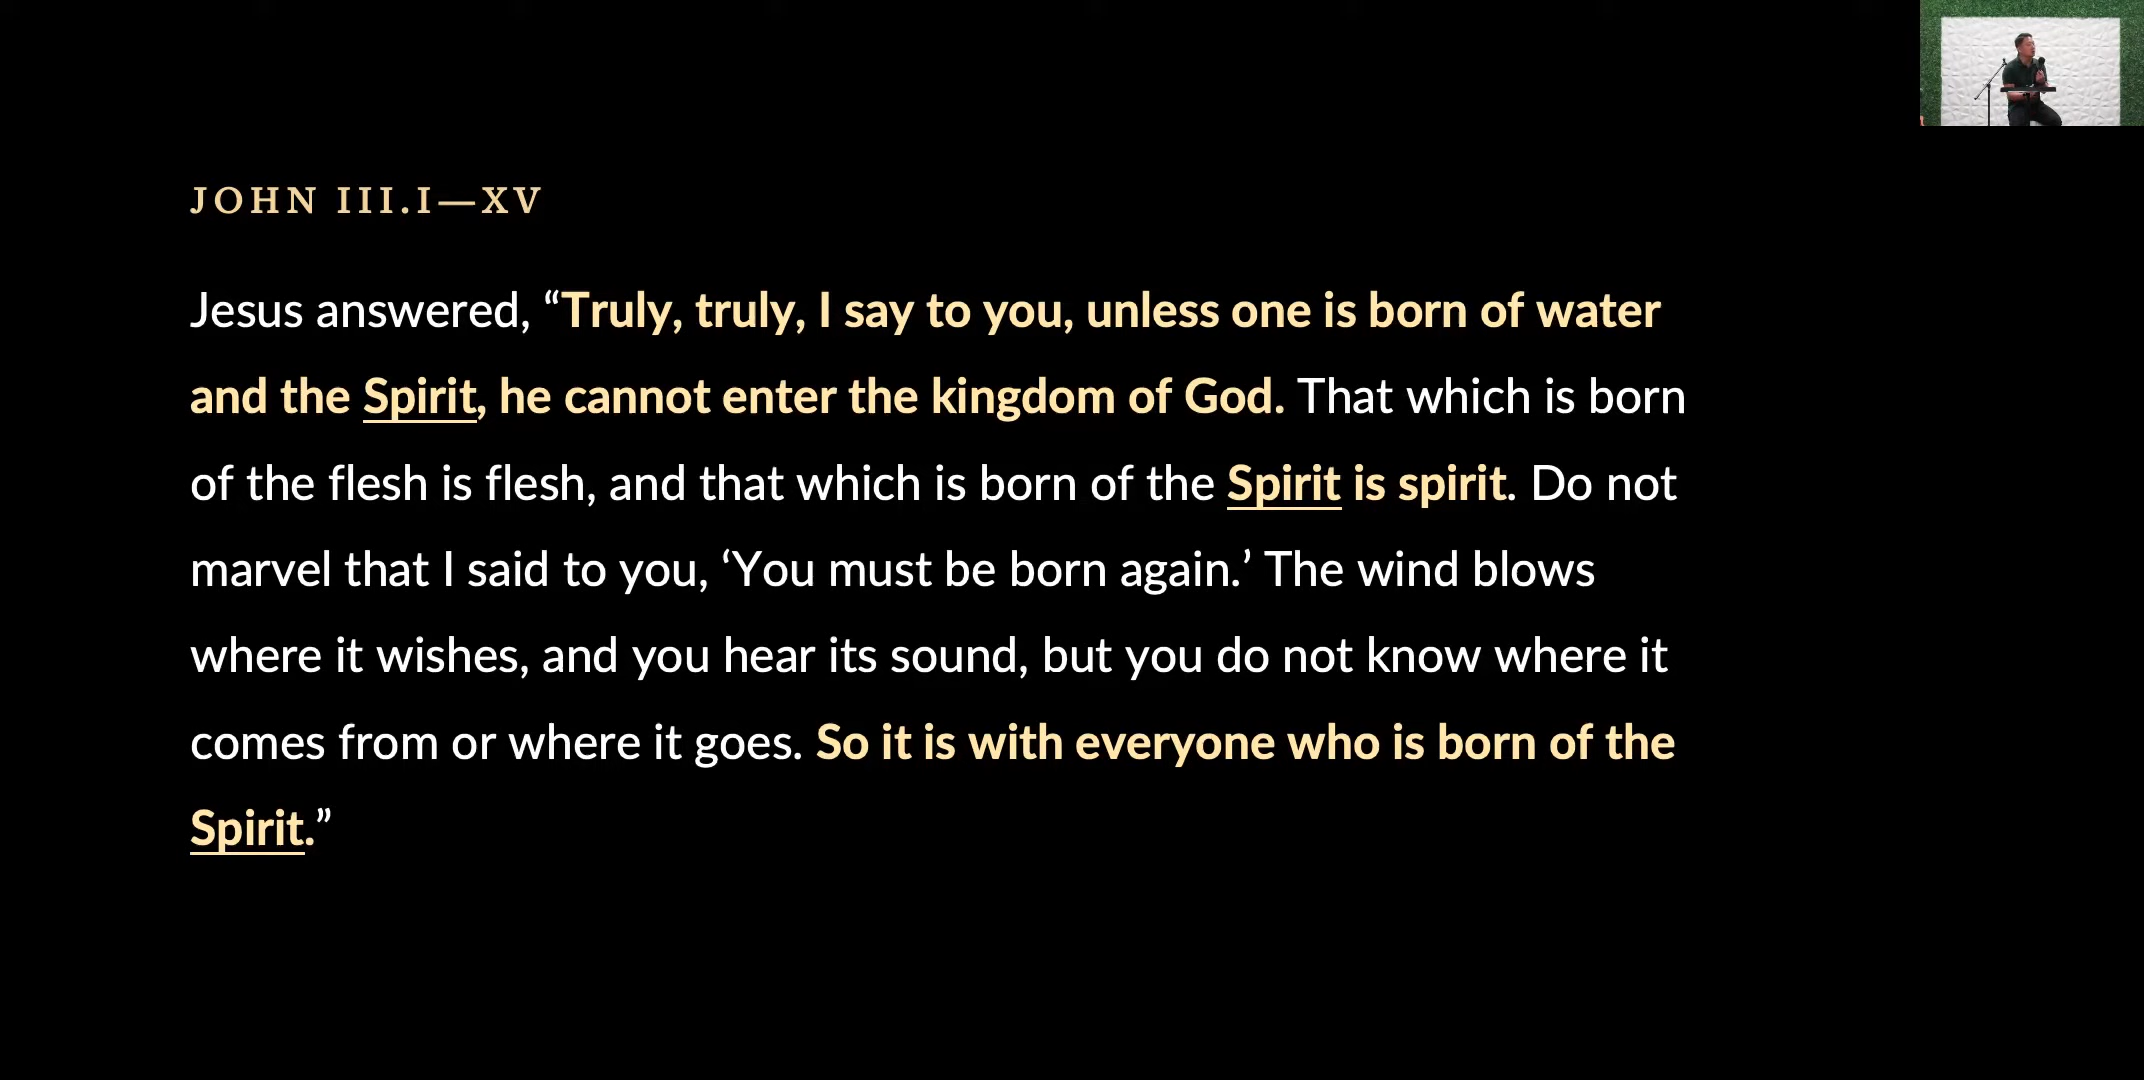 JOHN III.I—XV
Jesus answered, “Truly, truly, I say to you, unless one is born of water
and the Spirit, he cannot enter the kingdom of God. That which is born
of the flesh is flesh, and that which is born of the Spirit is spirit. Do not
marvel that I said to you, ‘You must be born again.’ The wind blows
where it wishes, and you hear its sound, but you do not know where it
comes from or where it goes. So it is with everyone who is born of the
Spirit.”